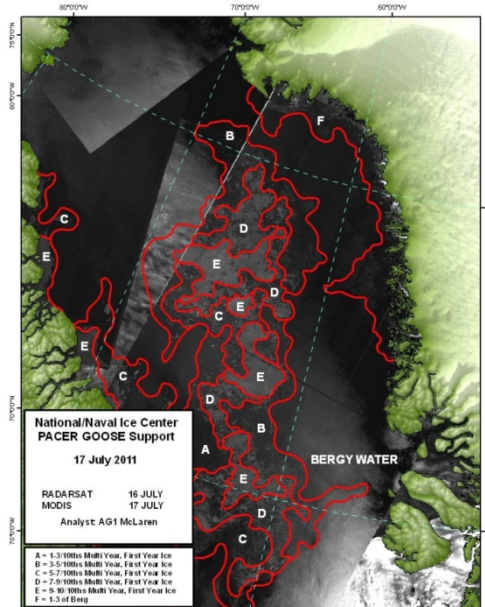 80°0'0"W 70°0'0"W 60°0'0"W
75°0'0"N
80°0'0"W
B
F
C
D
E
E
D
C
E
E
C
E
D
70°0'0"W
B
A
BERGY WATER
E
D
C
70°0'0"N
National/Naval Ice Center
PACER GOOSE Support
17 July 2011
RADARSAT 16 JULY
MODIS 17 JULY
Analyst: AG1 McLaren
A = 1-3/10ths Multi Year, First Year Ice
B = 3-5/10ths Multi Year, First Year Ice
C = 5-7/10ths Multi Year, First Year Ice
D = 7-9/10ths Multi Year, First Year Ice
E = 9-10/10ths Multi Year, First Year Ice
F = 1-3 of Berg